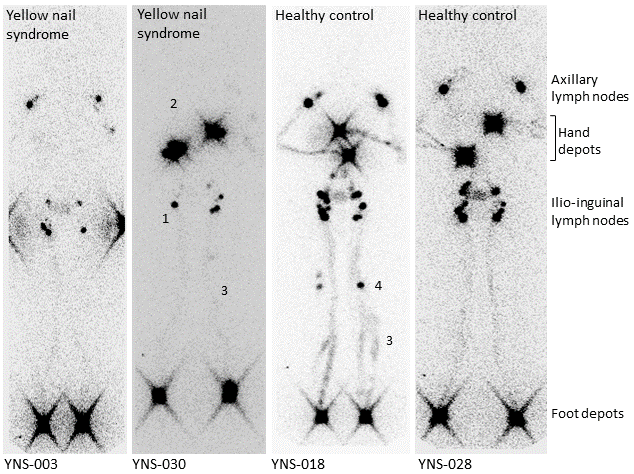 Yellow nail
syndrome
Yellow nail
syndrome
Healthy control
Healthy control
Axillary
lymph nodes
Hand
depots
Ilio-inguinal
lymph nodes
Foot depots
2
1
3
4
3
YNS-003
YNS-030
YNS-018
YNS-028